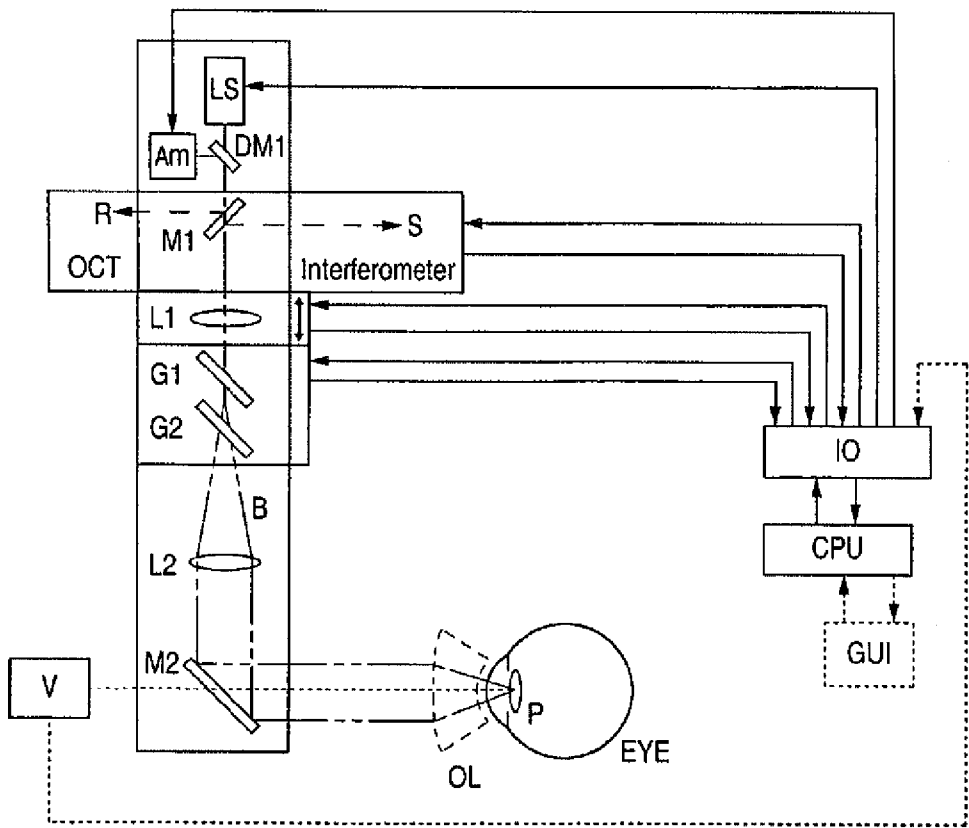 LS
Am
DM1
R
M1
S
OCT
Interferometer
L1
G1
G2
IO
B
CPU
L2
GUI
M2
V
P
EYE
OL